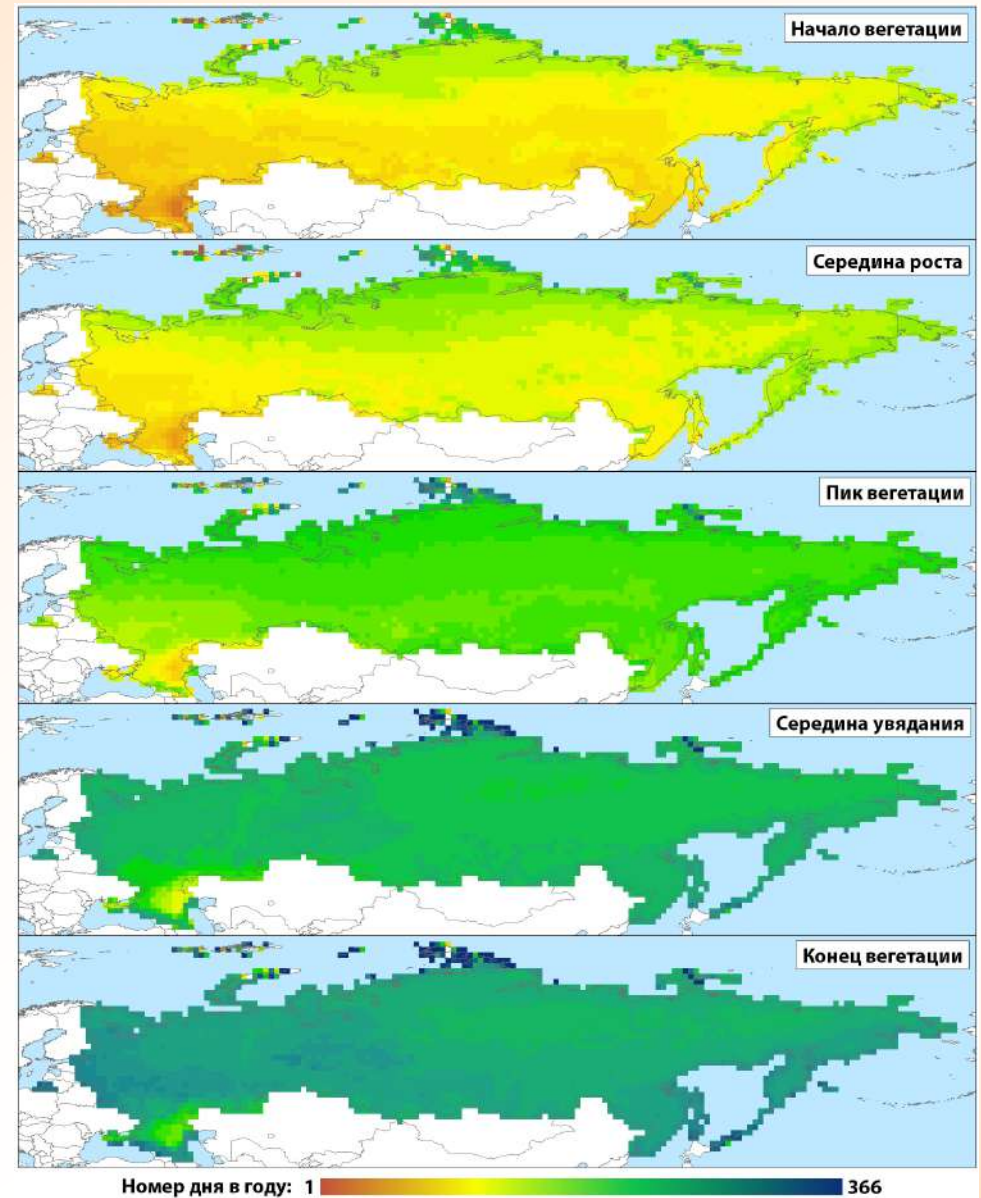 Начало вегетации
Середина роста
Пик вегетации
Середина увядания
Конец вегетации
Номер дня в году: 1 366